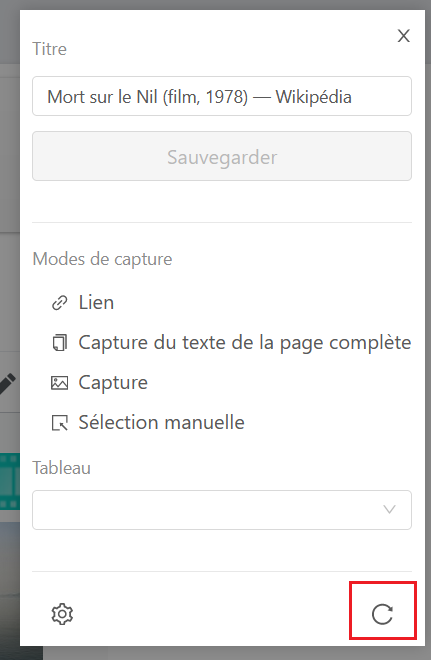 Titre
Mort sur le Nil (film, 1978) — Wikipédia
Sauvegarder
Modes de capture
Lien
Capture du texte de la page complète
Capture
Sélection manuelle
Tableau